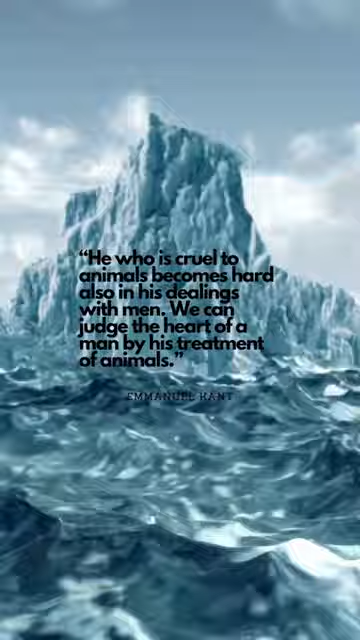 “He who is cruel to
animals becomes hard
also in his dealings
with men. We can
judge the heart of a
man by his treatment
of animals.”
EMMANUEL KANT